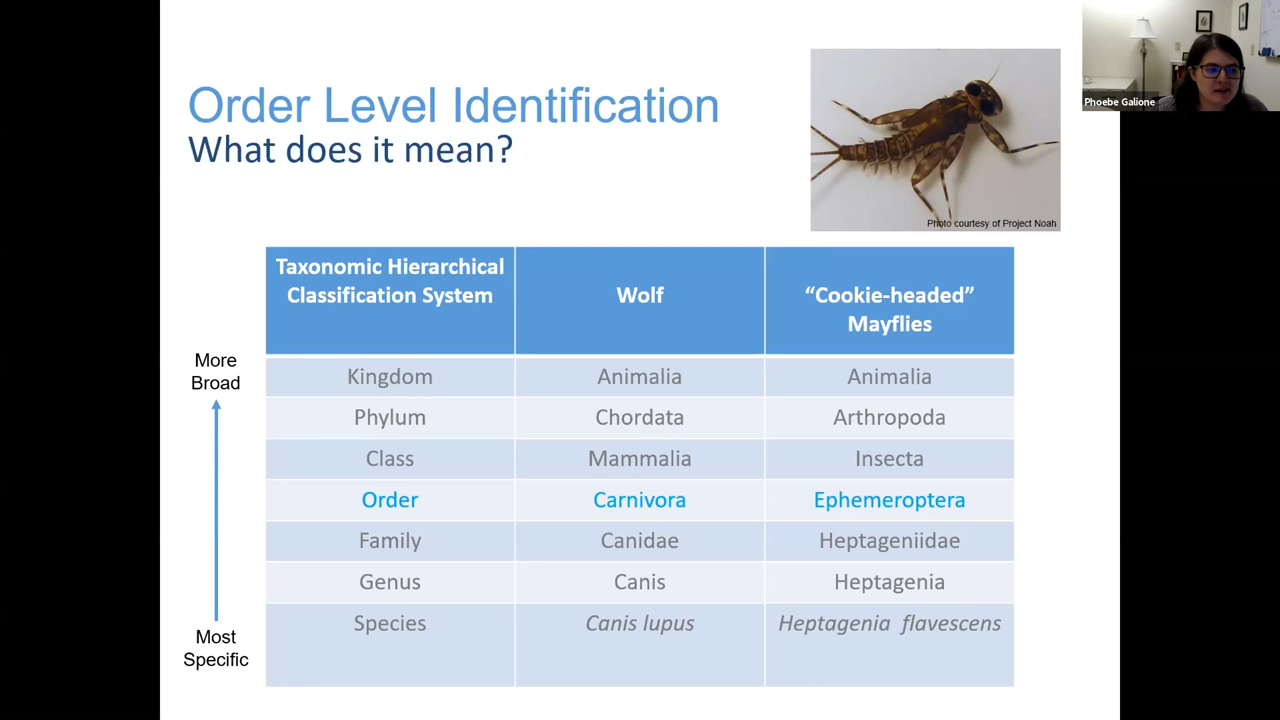 Order Level Identification
What does it mean?
Phoebe Galione
Photo courtesy of Project Noah
Taxonomic Hierarchical
Classification System
Wolf
“Cookie-headed”
Mayflies
More
Broad
Kingdom
Animalia
Animalia
Phylum
Chordata
Arthropoda
Class
Mammalia
Insecta
Order
Carnivora
Ephemeroptera
Family
Canidae
Heptageniidae
Genus
Canis
Heptagenia
Species
Canis lupus
Heptagenia flavescens
Most
Specific